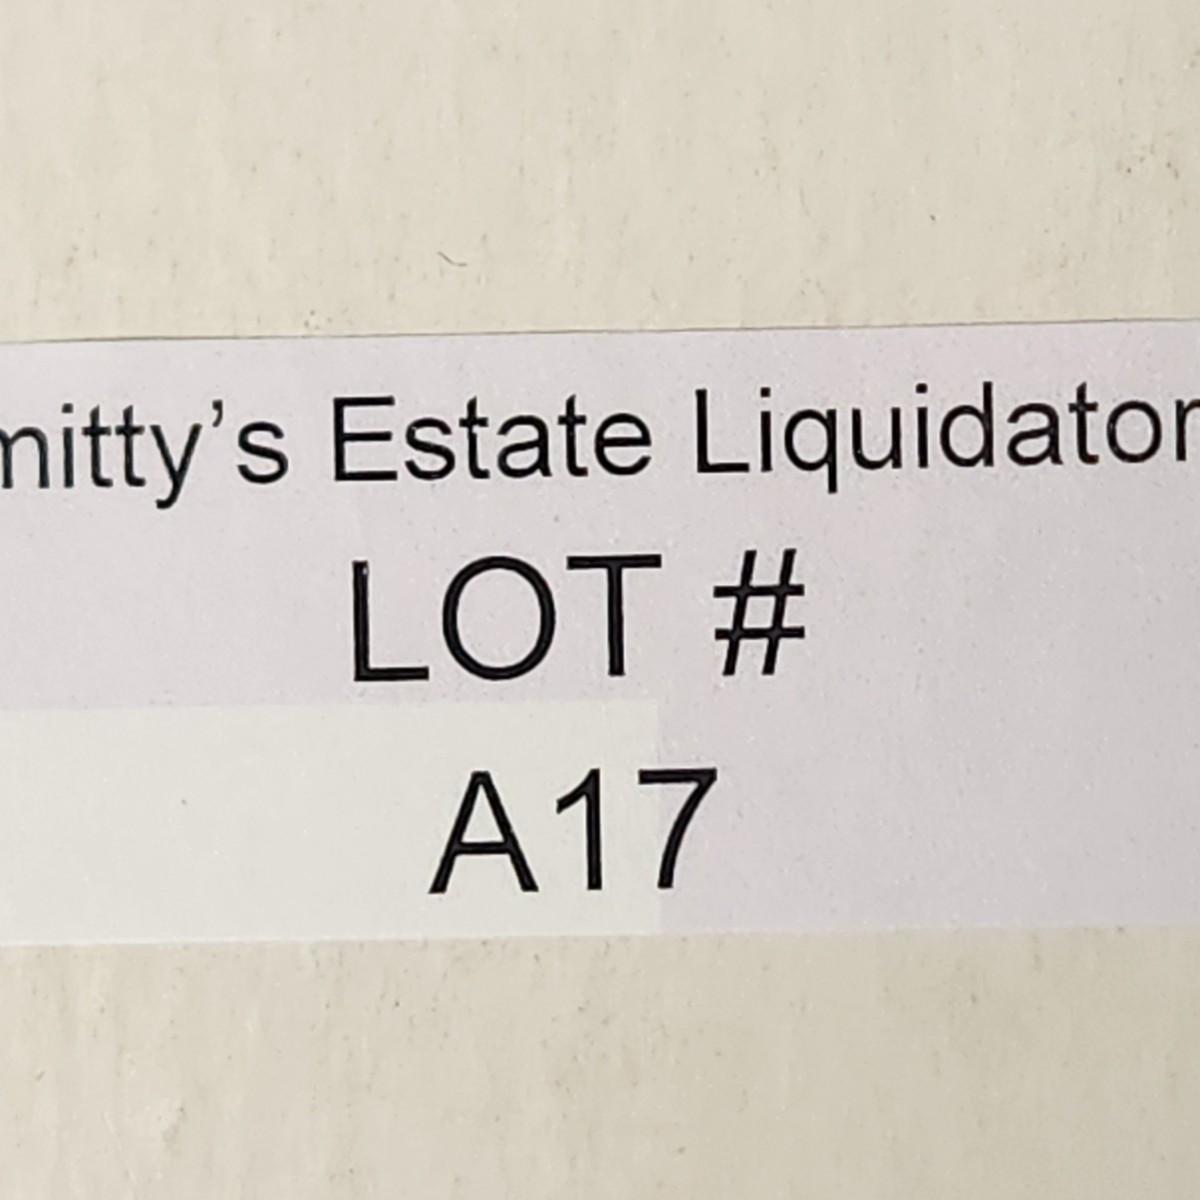 mitty's Estate Liquidator
LOT #
A17